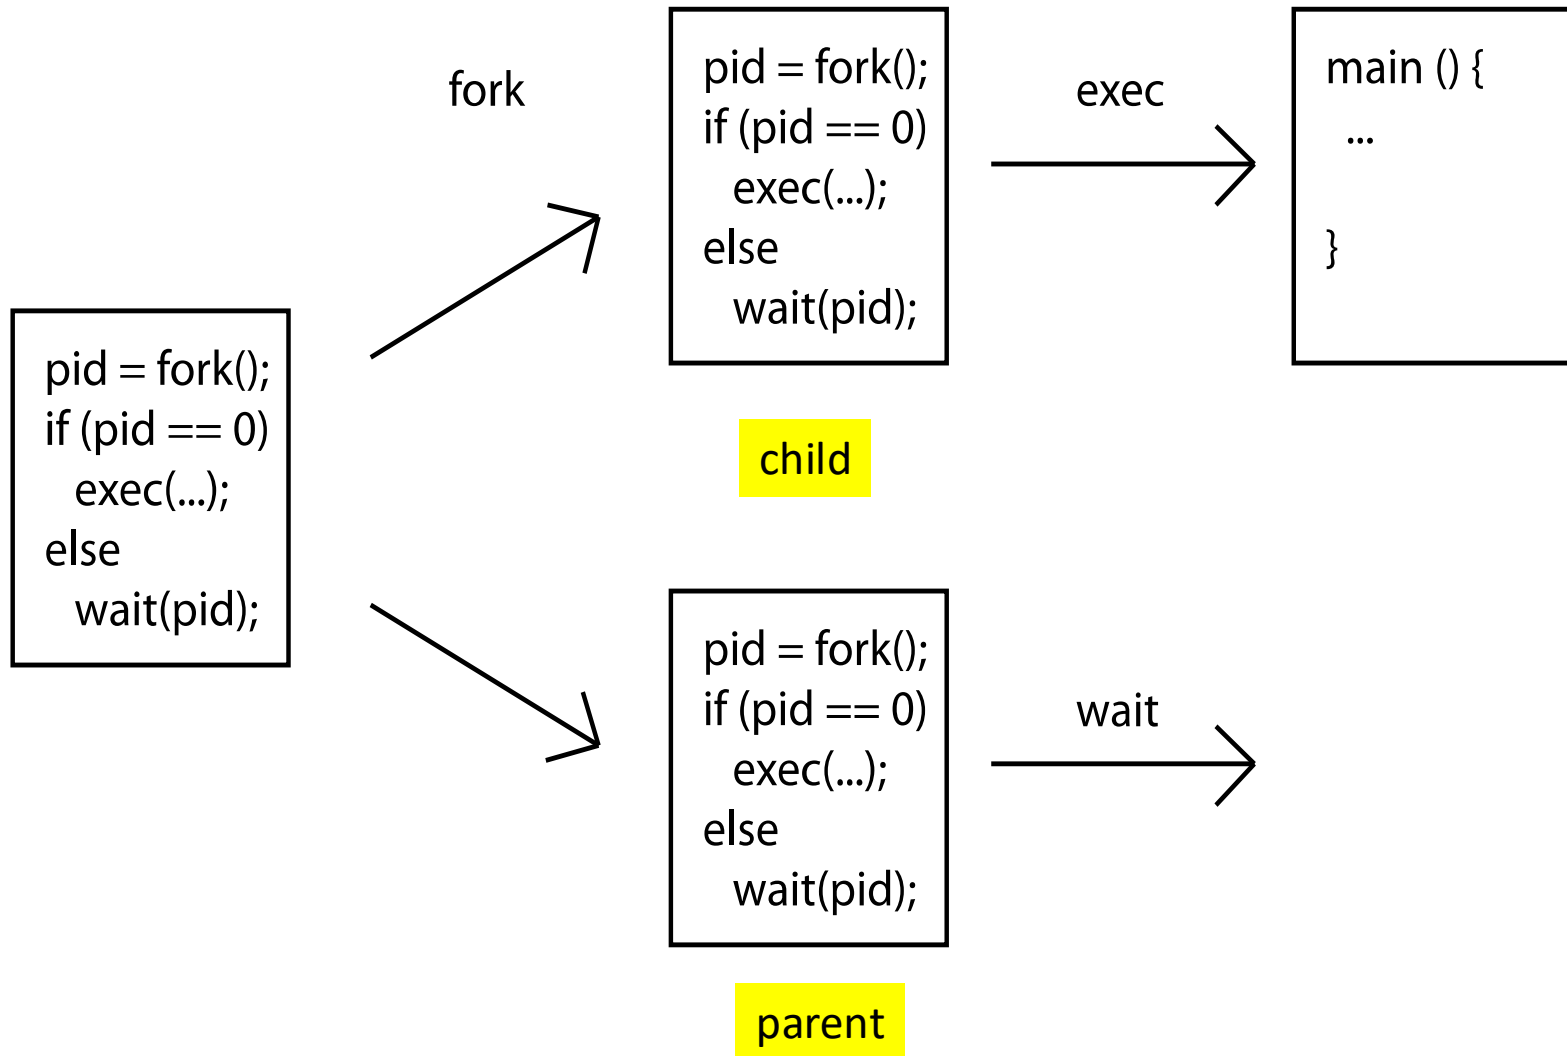 fork
pid = fork();
if (pid == 0)
exec(...);
else
wait(pid);
exec
main () {
...
}
child
pid = fork();
if (pid == 0)
exec(...);
else
wait(pid);
pid = fork();
if (pid == 0)
exec(...);
else
wait(pid);
wait
parent